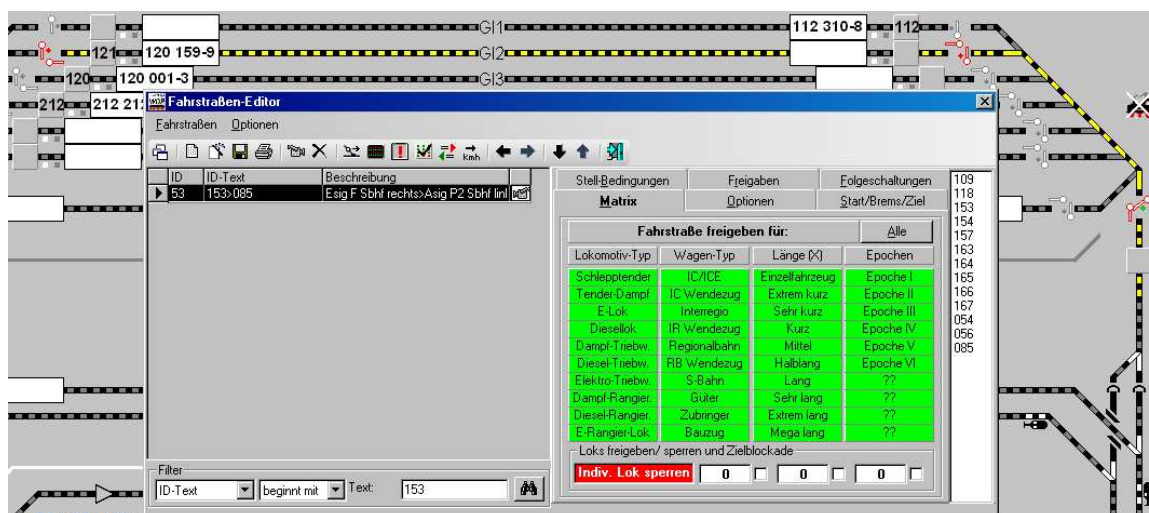 Gl1
112 310-8 112
121 120 159-9
Gl2
120 120 001-3
Gl3
212
Fahrstraßen-Editor
Fahrstraßen Optionen
kmh
ID ID-Text Beschreibung
53 153>085 Esig F Sbhf rechts>Asig P2 Sbhf linl
Filter
ID-Text beginnt mit Text: 153
Stell-Bedingungen Freigaben Folgeschaltungen
Matrix Optionen Start/Brems/Ziel
Fahrstraße freigeben für: Alle
Lokomotiv-Typ Wagen-Typ Länge (X) Epochen
Schlepptender IC/ICE Einzelfahrzeug Epoche I
Tender-Dampf IC Wendezug Extrem kurz Epoche II
E-Lok Interregio Sehr kurz Epoche III
Diesellok IR Wendezug Kurz Epoche IV
Dampf-Triebw. Regionalbahn Mittel Epoche V
Diesel-Triebw. RB Wendezug Halblang Epoche VI
Elektro-Triebw. S-Bahn Lang ??
Dampf-Rangier. Güter Sehr lang ??
Diesel-Rangier. Zubringer Extrem lang ??
E-Rangier-Lok Bauzug Mega lang ??
Loks freigeben/ sperren und Zielblockade
Indiv. Lok sperren 0 0 0
109
118
153
154
157
163
164
165
166
167
054
056
085